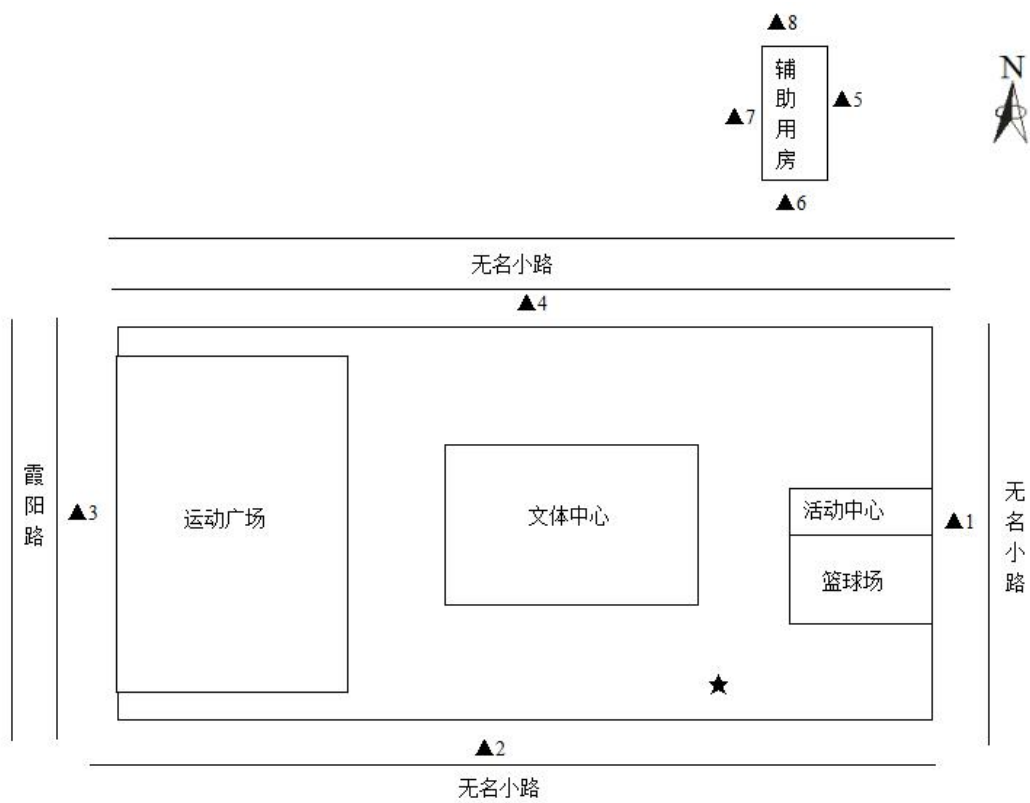 ▲8
辅助用房
▲7
▲5
N
▲6
无名小路
▲4
霞阳路
▲3
运动广场
文体中心
活动中心
篮球场
▲1
无名小路
★
▲2
无名小路